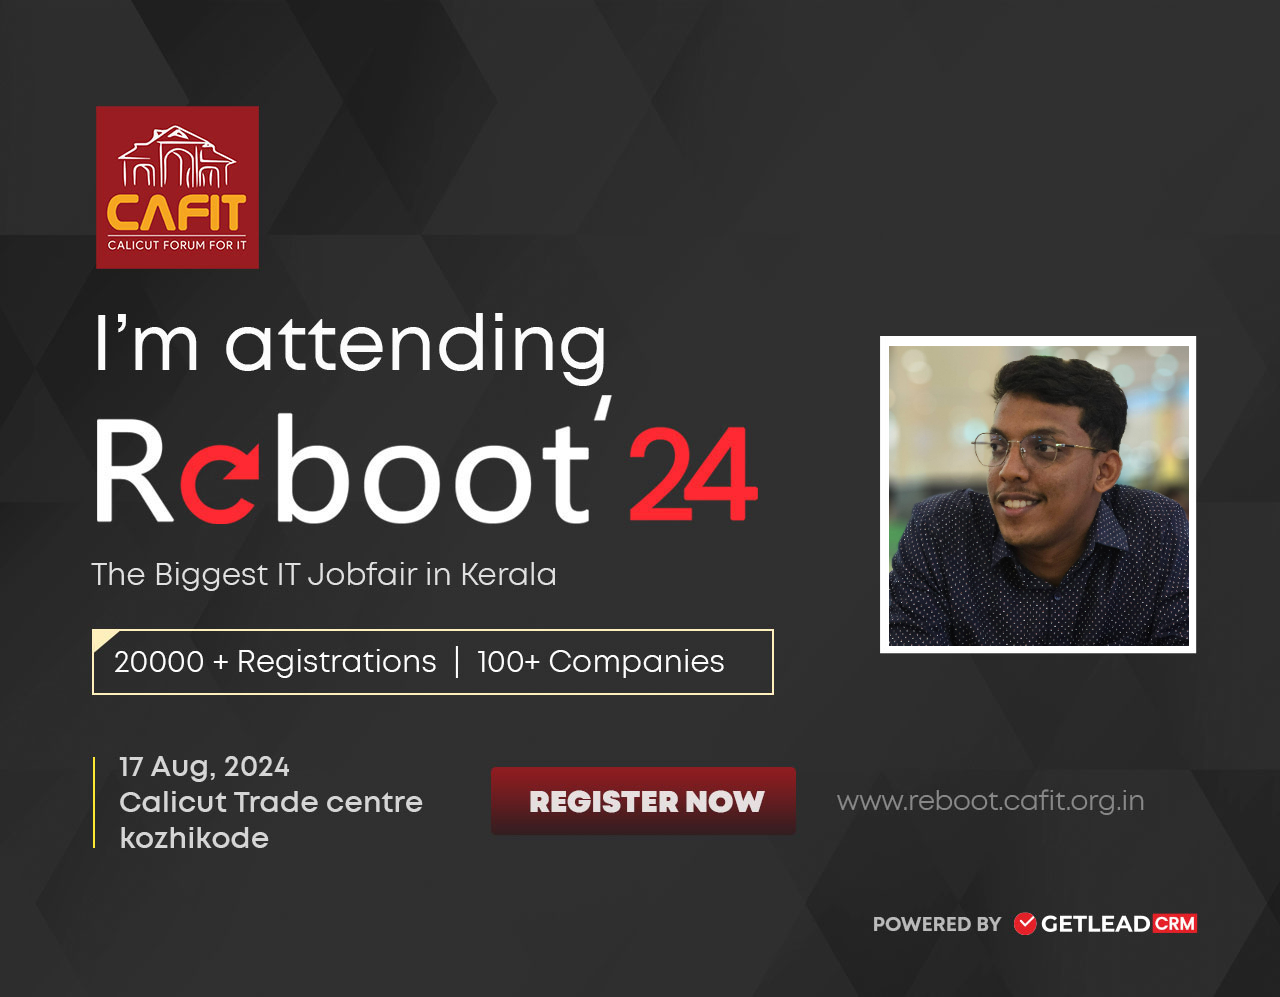 CAFIT
CALICUT FORUM FOR IT
I’m attending
Reboot’24
The Biggest IT Jobfair in Kerala
20000 + Registrations | 100+ Companies
17 Aug, 2024
Calicut Trade centre
kozhikode
REGISTER NOW
www.reboot.cafit.org.in
POWERED BY GETLEAD CRM